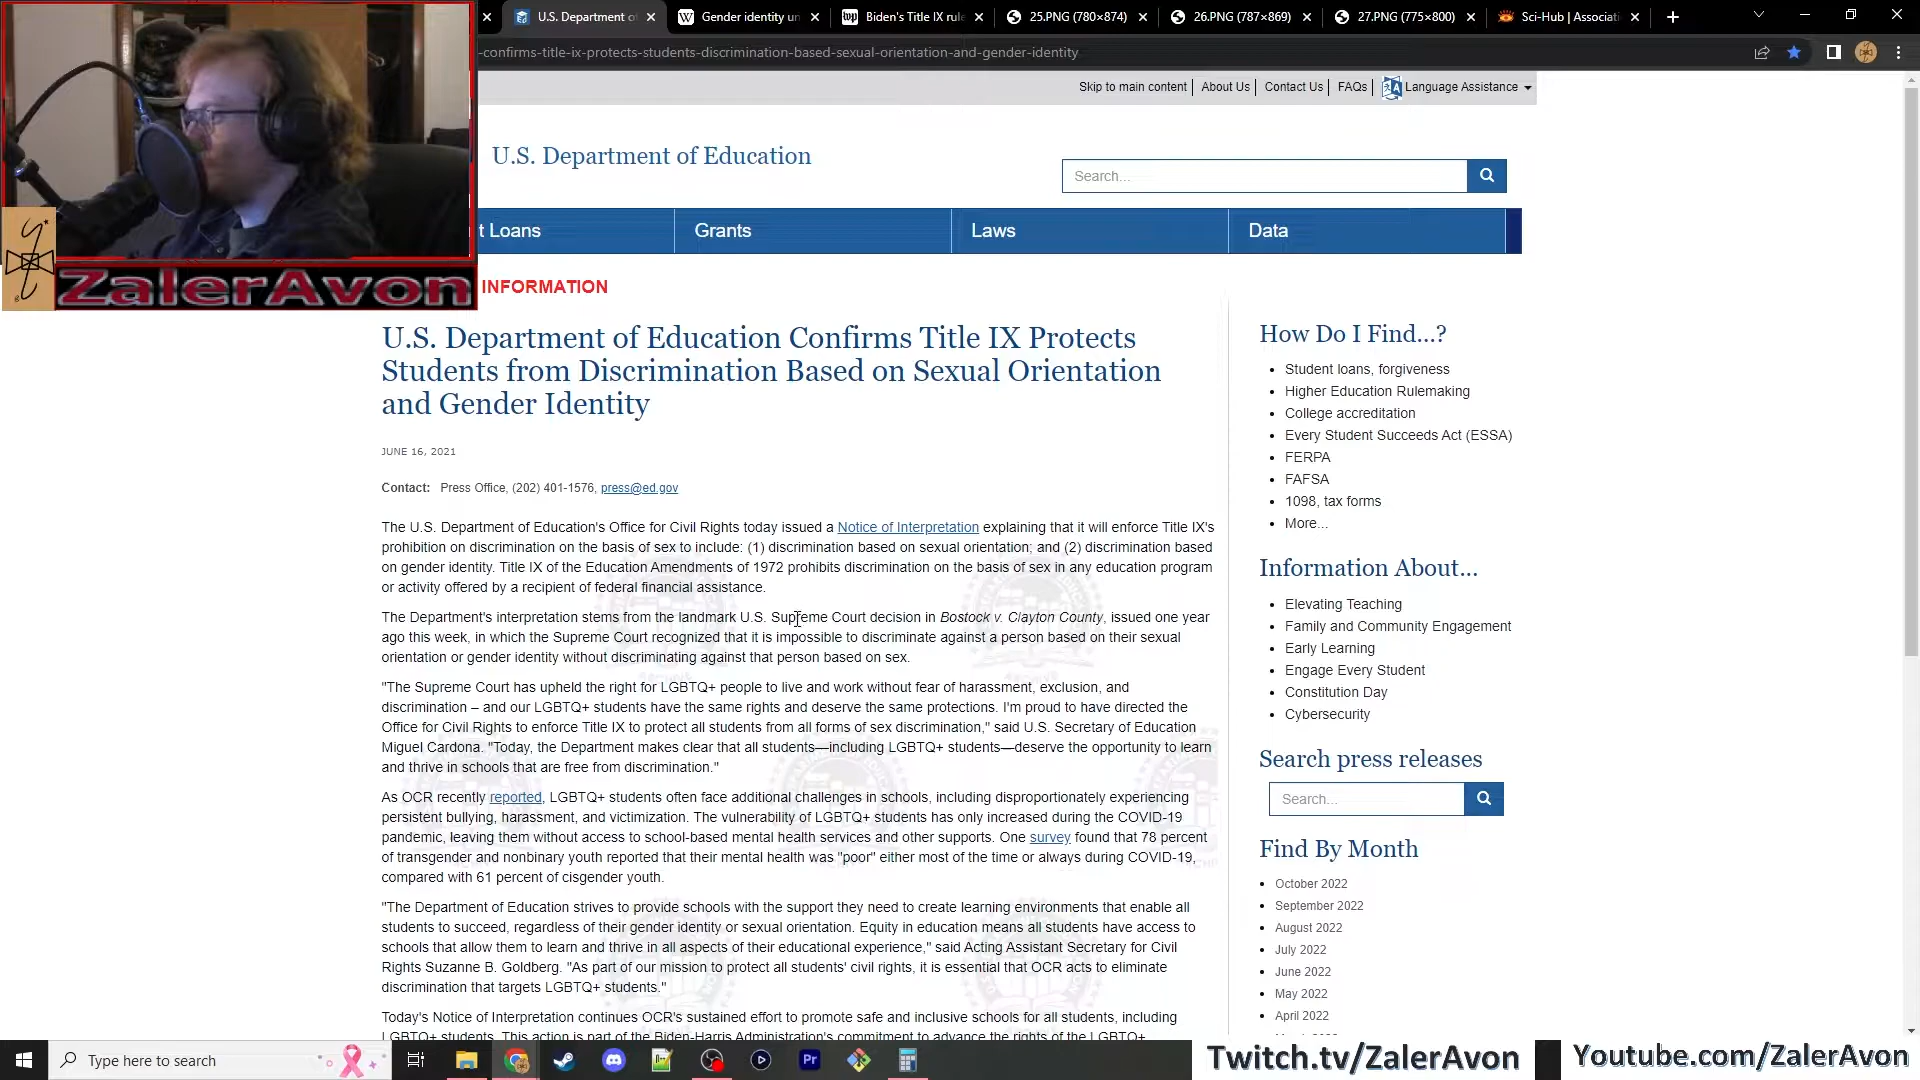 U.S. Department of
Gender identity un
Biden's Title IX rule
25.PNG (780×874)
26.PNG (787×869)
27.PNG (775×800)
Sci-Hub | Associati
-confirms-title-ix-protects-students-discrimination-based-sexual-orientation-and-gender-identity
Skip to main content
About Us
Contact Us
FAQs
Language Assistance
U.S. Department of Education
Search...
t Loans
Grants
Laws
Data
ZalerAvon
INFORMATION
U.S. Department of Education Confirms Title IX Protects
Students from Discrimination Based on Sexual Orientation
and Gender Identity
JUNE 16, 2021
Contact: Press Office, (202) 401-1576, press@ed.gov
The U.S. Department of Education's Office for Civil Rights today issued a Notice of Interpretation explaining that it will enforce Title IX's
prohibition on discrimination on the basis of sex to include: (1) discrimination based on sexual orientation; and (2) discrimination based
on gender identity. Title IX of the Education Amendments of 1972 prohibits discrimination on the basis of sex in any education program
or activity offered by a recipient of federal financial assistance.
The Department's interpretation stems from the landmark U.S. Supreme Court decision in Bostock v. Clayton County, issued one year
ago this week, in which the Supreme Court recognized that it is impossible to discriminate against a person based on their sexual
orientation or gender identity without discriminating against that person based on sex.
"The Supreme Court has upheld the right for LGBTQ+ people to live and work without fear of harassment, exclusion, and
discrimination – and our LGBTQ+ students have the same rights and deserve the same protections. I'm proud to have directed the
Office for Civil Rights to enforce Title IX to protect all students from all forms of sex discrimination," said U.S. Secretary of Education
Miguel Cardona. "Today, the Department makes clear that all students—including LGBTQ+ students—deserve the opportunity to learn
and thrive in schools that are free from discrimination."
As OCR recently reported, LGBTQ+ students often face additional challenges in schools, including disproportionately experiencing
persistent bullying, harassment, and victimization. The vulnerability of LGBTQ+ students has only increased during the COVID-19
pandemic, leaving them without access to school-based mental health services and other supports. One survey found that 78 percent
of transgender and nonbinary youth reported that their mental health was "poor" either most of the time or always during COVID-19,
compared with 61 percent of cisgender youth.
"The Department of Education strives to provide schools with the support they need to create learning environments that enable all
students to succeed, regardless of their gender identity or sexual orientation. Equity in education means all students have access to
schools that allow them to learn and thrive in all aspects of their educational experience," said Acting Assistant Secretary for Civil
Rights Suzanne B. Goldberg. "As part of our mission to protect all students' civil rights, it is essential that OCR acts to eliminate
discrimination that targets LGBTQ+ students."
Today's Notice of Interpretation continues OCR's sustained effort to promote safe and inclusive schools for all students, including
LGBTQ+ students. This action is part of the Biden-Harris Administration's commitment to advance the rights of the LGBTQ+
How Do I Find...?
Student loans, forgiveness
Higher Education Rulemaking
College accreditation
Every Student Succeeds Act (ESSA)
FERPA
FAFSA
1098, tax forms
More...
Information About...
Elevating Teaching
Family and Community Engagement
Early Learning
Engage Every Student
Constitution Day
Cybersecurity
Search press releases
Search...
Find By Month
October 2022
September 2022
August 2022
July 2022
June 2022
May 2022
April 2022
Type here to search
Twitch.tv/ZalerAvon
Youtube.com/ZalerAvon